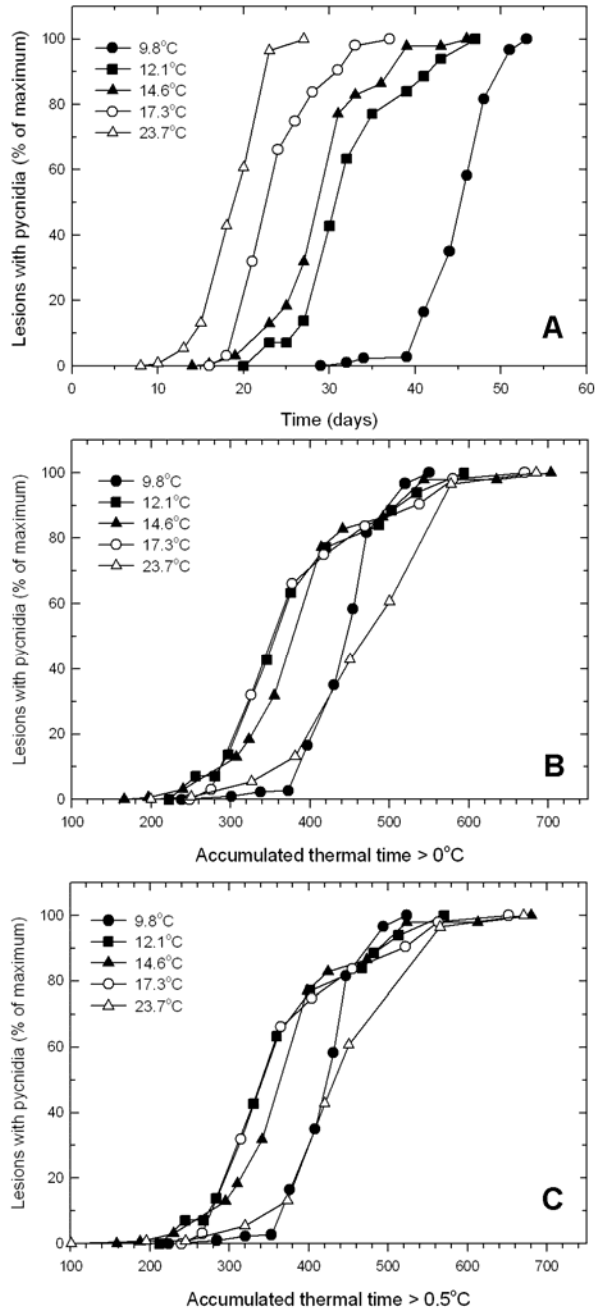 Lesions with pycnidia (% of maximum)
100
80
60
40
20
0
9.8°C
12.1°C
14.6°C
17.3°C
23.7°C
A
0 10 20 30 40 50 60
Time (days)
Lesions with pycnidia (% of maximum)
100
80
60
40
20
0
9.8°C
12.1°C
14.6°C
17.3°C
23.7°C
B
100 200 300 400 500 600 700
Accumulated thermal time > 0°C
Lesions with pycnidia (% of maximum)
100
80
60
40
20
0
9.8°C
12.1°C
14.6°C
17.3°C
23.7°C
C
100 200 300 400 500 600 700
Accumulated thermal time > 0.5°C